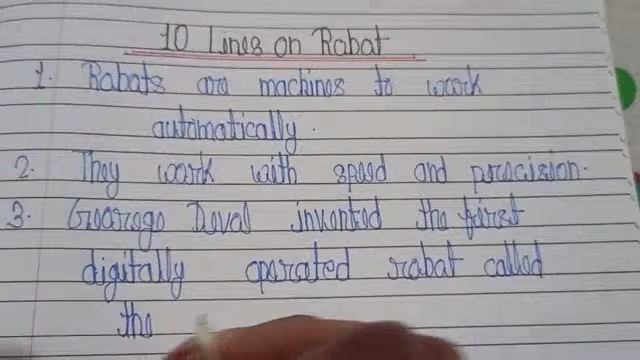 10 Lines on Robot
1. Robots are machines to work
automatically.
2. They work with speed and precision.
3. George Deval invented the first
digitally operated robot called
the